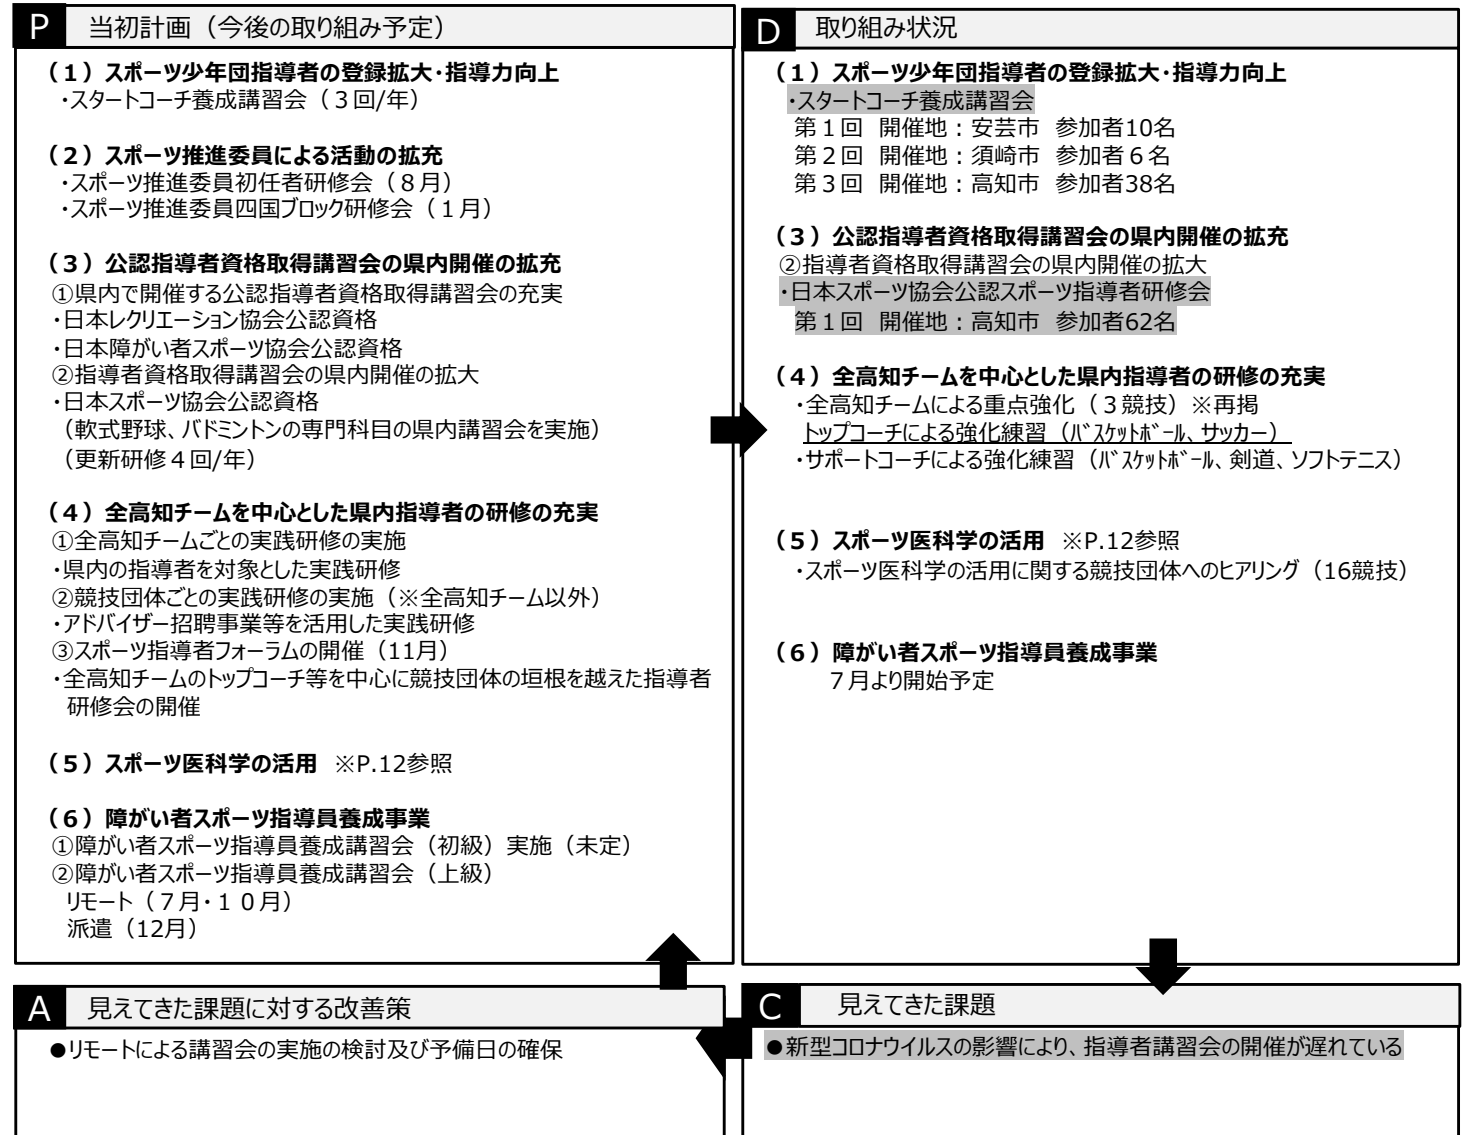 P 当初計画（今後の取り組み予定）
（１）スポーツ少年団指導者の登録拡大･指導力向上
･スタートコーチ養成講習会（３回/年）
（２）スポーツ推進委員による活動の拡充
･スポーツ推進委員初任者研修会（８月）
･スポーツ推進委員四国ブロック研修会（１月）
（３）公認指導者資格取得講習会の県内開催の拡充
①県内で開催する公認指導者資格取得講習会の充実
･日本レクリエーション協会公認資格
･日本障がい者スポーツ協会公認資格
②指導者資格取得講習会の県内開催の拡大
･日本スポーツ協会公認資格
（軟式野球、バドミントンの専門科目の県内講習会を実施）
（更新研修４回/年）
（４）全高知チームを中心とした県内指導者の研修の充実
①全高知チームごとの実践研修の実施
･県内の指導者を対象とした実践研修
②競技団体ごとの実践研修の実施（※全高知チーム以外）
･アドバイザー招聘事業等を活用した実践研修
③スポーツ指導者フォーラムの開催（11月）
･全高知チームのトップコーチ等を中心に競技団体の垣根を越えた指導者
研修会の開催
（５）スポーツ医科学の活用 ※P.12参照
（６）障がい者スポーツ指導員養成事業
①障がい者スポーツ指導員養成講習会（初級）実施（未定）
②障がい者スポーツ指導員養成講習会（上級）
リモート（７月･１０月）
派遣（12月）
D 取り組み状況
（１）スポーツ少年団指導者の登録拡大･指導力向上
･スタートコーチ養成講習会
第１回 開催地：安芸市 参加者10名
第２回 開催地：須崎市 参加者６名
第３回 開催地：高知市 参加者38名
（３）公認指導者資格取得講習会の県内開催の拡充
②指導者資格取得講習会の県内開催の拡大
･日本スポーツ協会公認スポーツ指導者研修会
第１回 開催地：高知市 参加者62名
（４）全高知チームを中心とした県内指導者の研修の充実
･全高知チームによる重点強化（３競技）※再掲
トップコーチによる強化練習（ﾊﾞｽｹｯﾄﾎﾞｰﾙ、サッカー）
･サポートコーチによる強化練習（ﾊﾞｽｹｯﾄﾎﾞｰﾙ、剣道、ソフトテニス）
（５）スポーツ医科学の活用 ※P.12参照
･スポーツ医科学の活用に関する競技団体へのヒアリング（16競技）
（６）障がい者スポーツ指導員養成事業
７月より開始予定
A 見えてきた課題に対する改善策
●リモートによる講習会の実施の検討及び予備日の確保
C 見えてきた課題
●新型コロナウイルスの影響により、指導者講習会の開催が遅れている